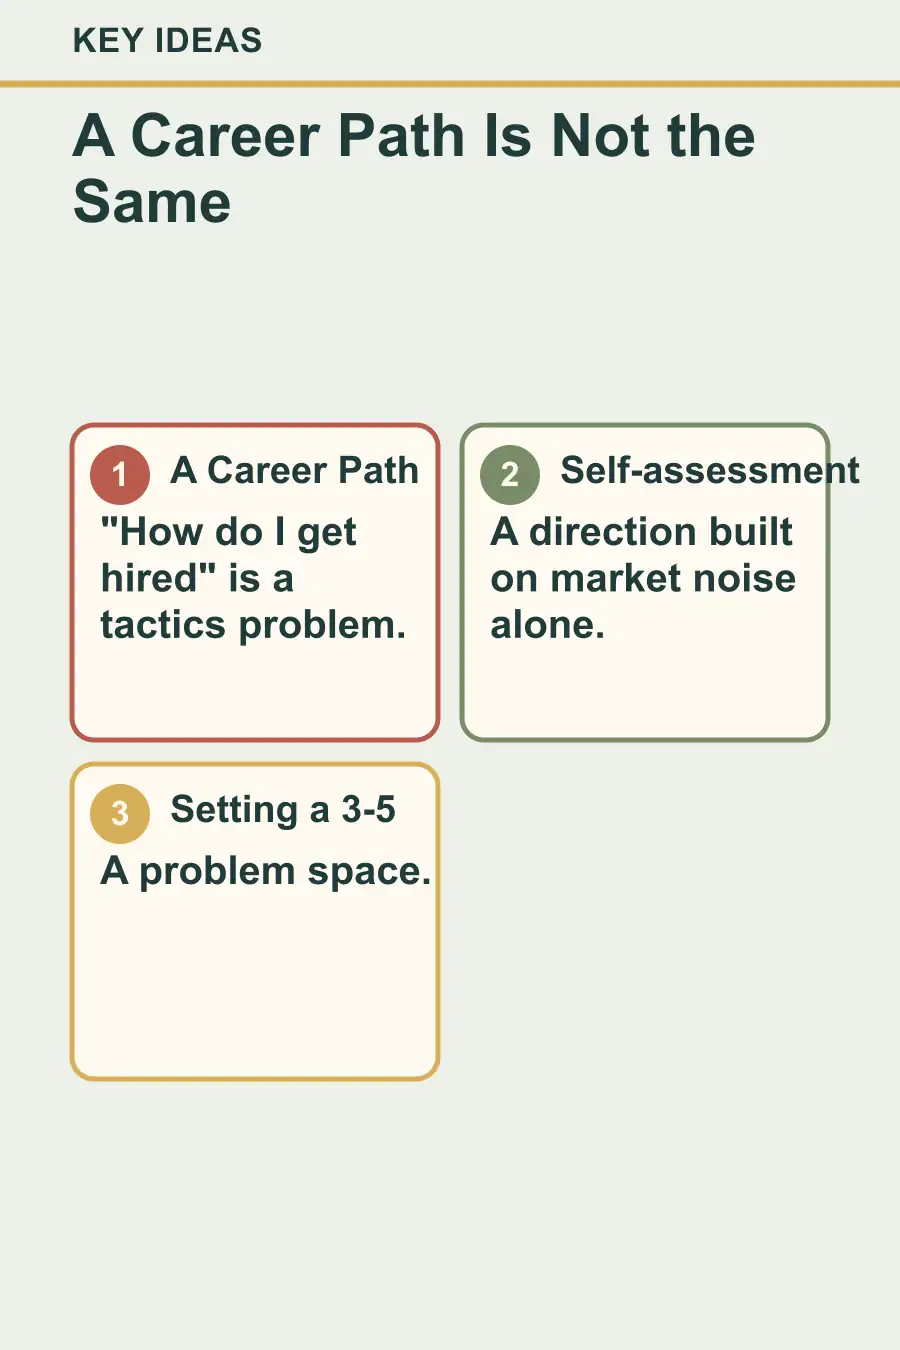 KEY IDEAS
A Career Path Is Not the
Same
1 A Career Path
"How do I get
hired" is a
tactics problem.
2 Self-assessment
A direction built
on market noise
alone.
3 Setting a 3-5
A problem space.